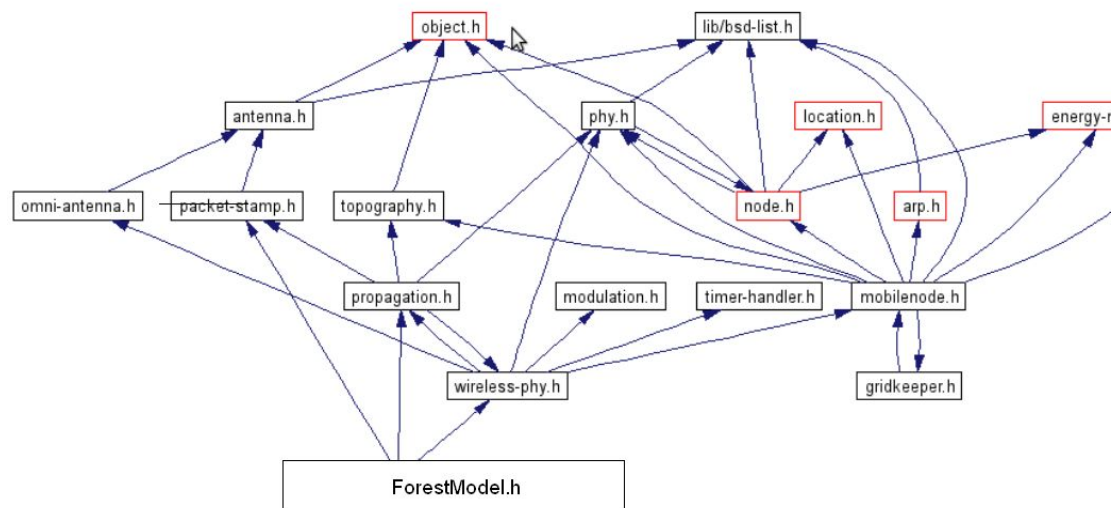 object.h
lib/bsd-list.h
antenna.h
phy.h
location.h
energy-
omni-antenna.h
packet-stamp.h
topography.h
node.h
arp.h
propagation.h
modulation.h
timer-handler.h
mobilenode.h
wireless-phy.h
gridkeeper.h
ForestModel.h